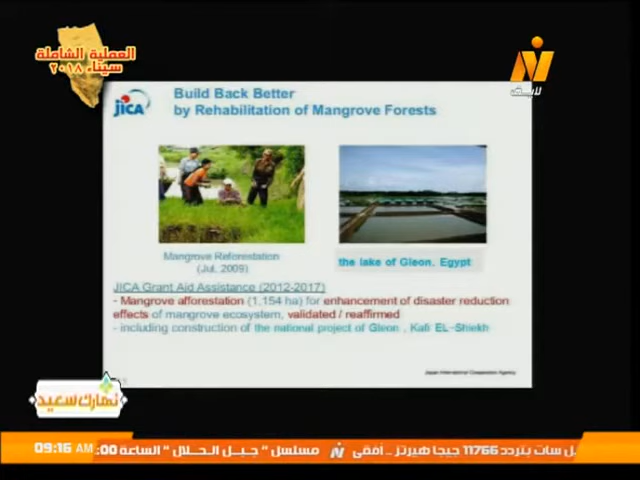 العملية الشاملة
سيناء ٢٠١٨
لايف
JICA
Build Back Better
by Rehabilitation of Mangrove Forests
Mangrove Reforestation
(Jul. 2009)
the lake of Gleon. Egypt
JICA Grant Aid Assistance (2012-2017)
- Mangrove afforestation (1,154 ha) for enhancement of disaster reduction
effects of mangrove ecosystem, validated / reaffirmed
- including construction of the national project of Gleon , Kafi EL-Shiekh
Japan International Cooperation Agency
نهارك سعيد
09:16 AM
ل سات بتردد 11766 جيجا هيرتز .. أفقى
مسلسل " جبل الحلال " الساعة 00: